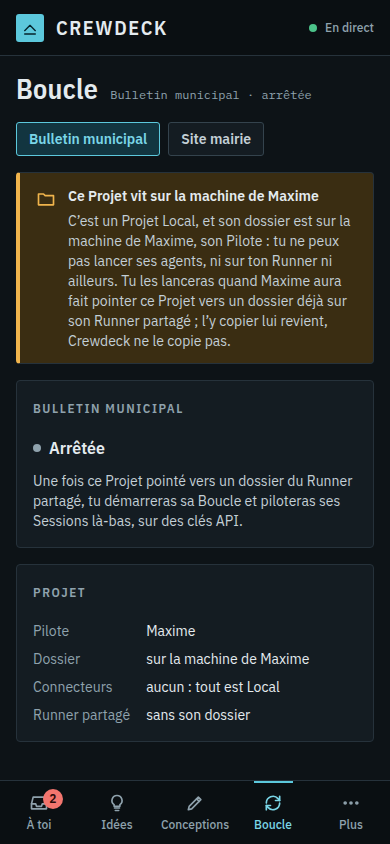 CREWDECK
En direct
Boucle Bulletin municipal · arrêtée
Bulletin municipal
Site mairie
Ce Projet vit sur la machine de Maxime
C’est un Projet Local, et son dossier est sur la
machine de Maxime, son Pilote : tu ne peux
pas lancer ses agents, ni sur ton Runner ni
ailleurs. Tu les lanceras quand Maxime aura
fait pointer ce Projet vers un dossier déjà sur
son Runner partagé ; l’y copier lui revient,
Crewdeck ne le copie pas.
BULLETIN MUNICIPAL
Arrêtée
Une fois ce Projet pointé vers un dossier du Runner
partagé, tu démarreras sa Boucle et piloteras ses
Sessions là-bas, sur des clés API.
PROJET
Pilote Maxime
Dossier sur la machine de Maxime
Connecteurs aucun : tout est Local
Runner partagé sans son dossier
2
À toi
Idées
Conceptions
Boucle
Plus